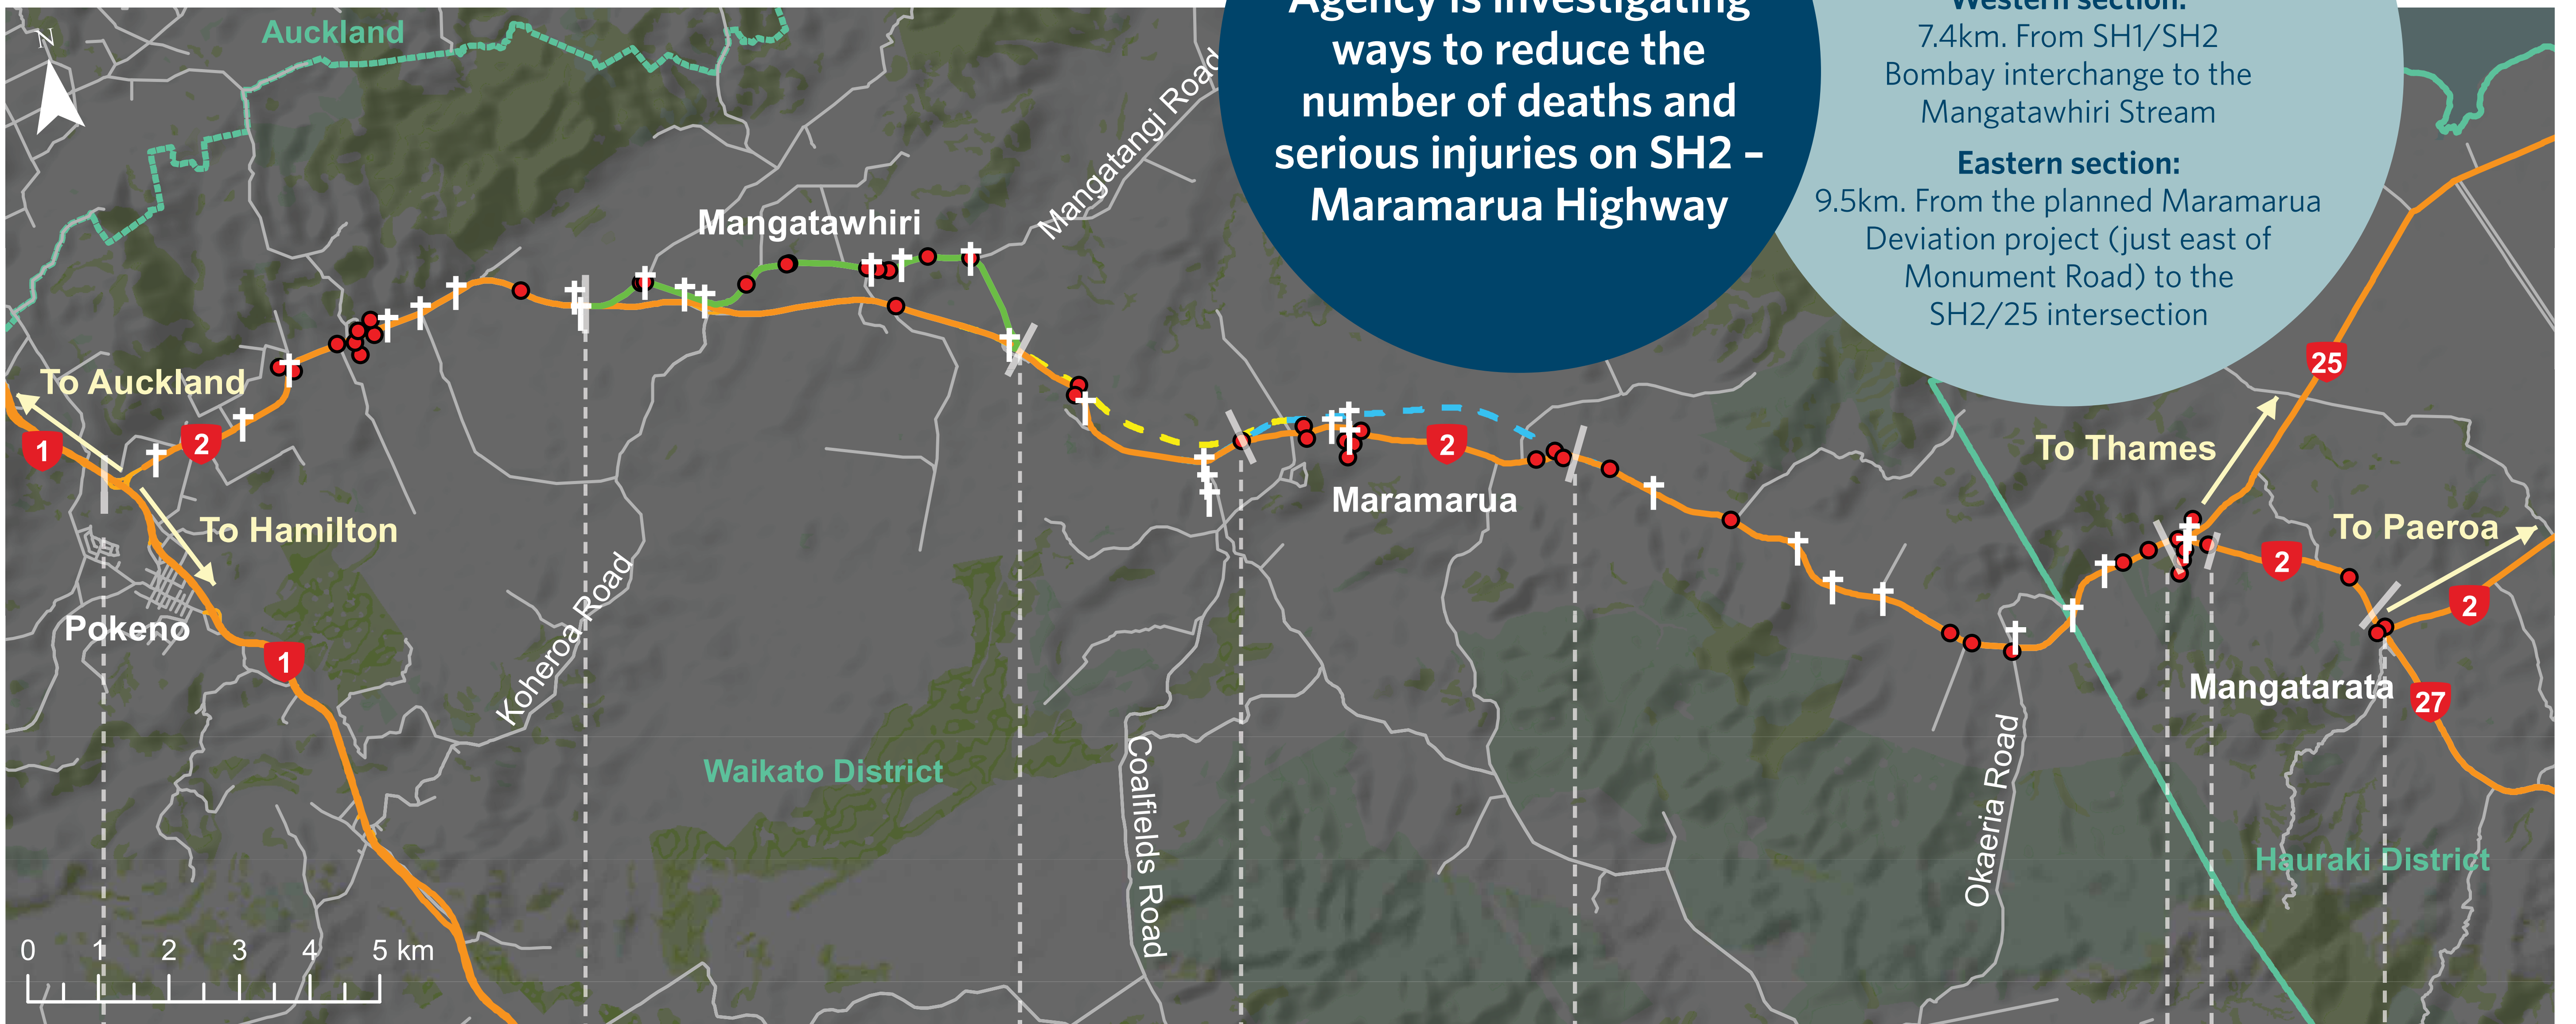 Agency is investigating
ways to reduce the
number of deaths and
serious injuries on SH2 –
Maramarua Highway
Western section:
7.4km. From SH1/SH2
Bombay interchange to the
Mangatawhiri Stream
Eastern section:
9.5km. From the planned Maramarua
Deviation project (just east of
Monument Road) to the
SH2/25 intersection
N
Auckland
Mangatangi Road
Mangatawhiri
To Auckland
1
2
To Hamilton
Pokeno
1
Koheroa Road
Waikato District
Coalfields Road
2
Maramarua
25
To Thames
To Paeroa
2
2
Mangatarata
27
Okaeria Road
Hauraki District
0 1 2 3 4 5 km